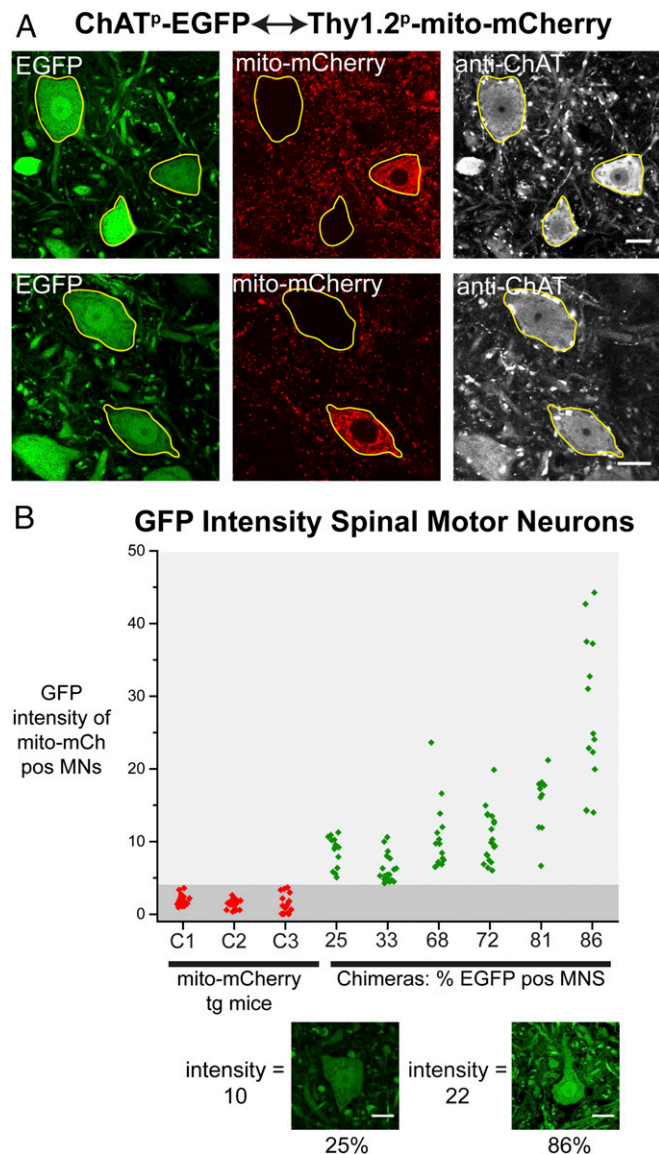 A
ChATᵖ-EGFP⟷Thy1.2ᵖ-mito-mCherry
EGFP
mito-mCherry
anti-ChAT
EGFP
mito-mCherry
anti-ChAT
B
GFP Intensity Spinal Motor Neurons
50
40
30
20
10
0
GFP
intensity of
mito-mCh
pos MNs
C1 C2 C3 25 33 68 72 81 86
mito-mCherry
tg mice
Chimeras: % EGFP pos MNS
intensity =
10
25%
intensity =
22
86%